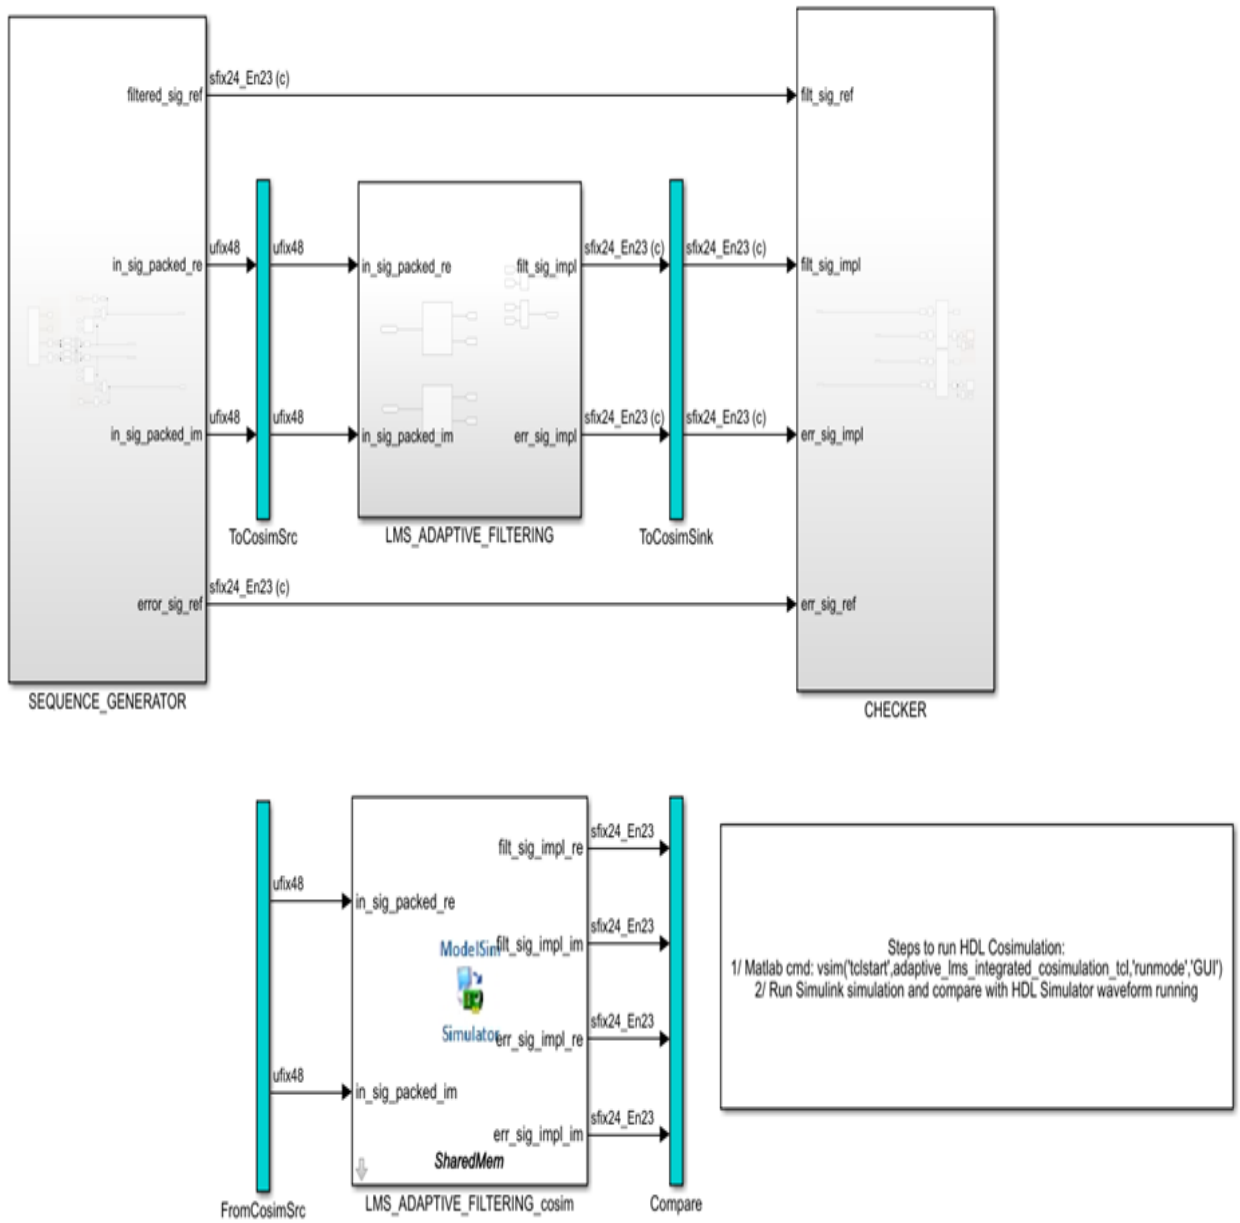 sfix24_En23 (c)
filtered_sig_ref
filt_sig_ref
ufix48
ufix48
sfix24_En23 (c)
sfix24_En23 (c)
in_sig_packed_re
in_sig_packed_re
filt_sig_impl
filt_sig_impl
ufix48
ufix48
sfix24_En23 (c)
sfix24_En23 (c)
in_sig_packed_im
in_sig_packed_im
err_sig_impl
err_sig_impl
ToCosimSrc
LMS_ADAPTIVE_FILTERING
ToCosimSink
sfix24_En23 (c)
error_sig_ref
err_sig_ref
SEQUENCE_GENERATOR
CHECKER
sfix24_En23
filt_sig_impl_re
ufix48
in_sig_packed_re
sfix24_En23
filt_sig_impl_im
ModelSim
Simulator
sfix24_En23
err_sig_impl_re
ufix48
in_sig_packed_im
sfix24_En23
err_sig_impl_im
SharedMem
FromCosimSrc
LMS_ADAPTIVE_FILTERING_cosim
Compare
Steps to run HDL Cosimulation:
1/ Matlab cmd: vsim('tclstart',adaptive_lms_integrated_cosimulation_tcl,'runmode','GUI')
2/ Run Simulink simulation and compare with HDL Simulator waveform running